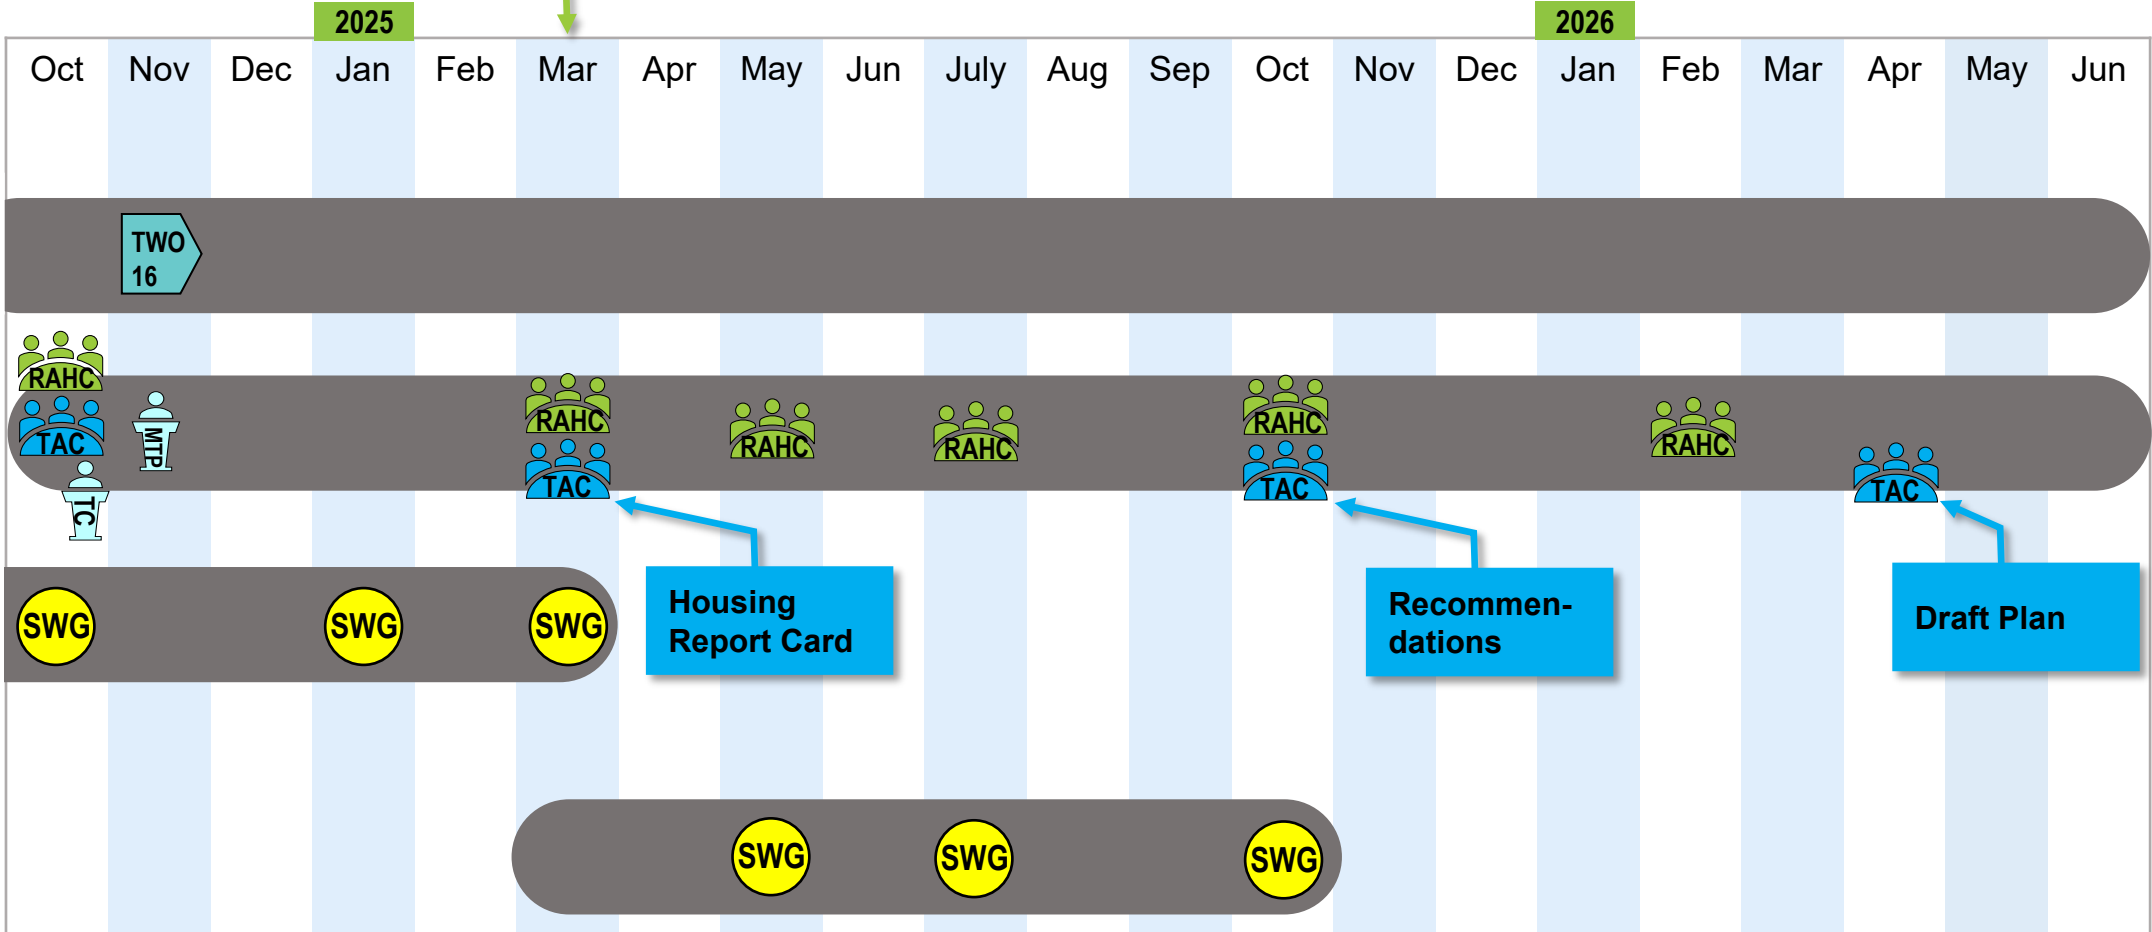 2025
2026
Oct Nov Dec Jan Feb Mar Apr May Jun July Aug Sep Oct Nov Dec Jan Feb Mar Apr May Jun
TWO
16
RAHC
TAC
TC
MTP
RAHC
TAC
RAHC
RAHC
RAHC
TAC
RAHC
TAC
SWG
SWG
SWG
Housing
Report Card
Recommen-
dations
Draft Plan
SWG
SWG
SWG